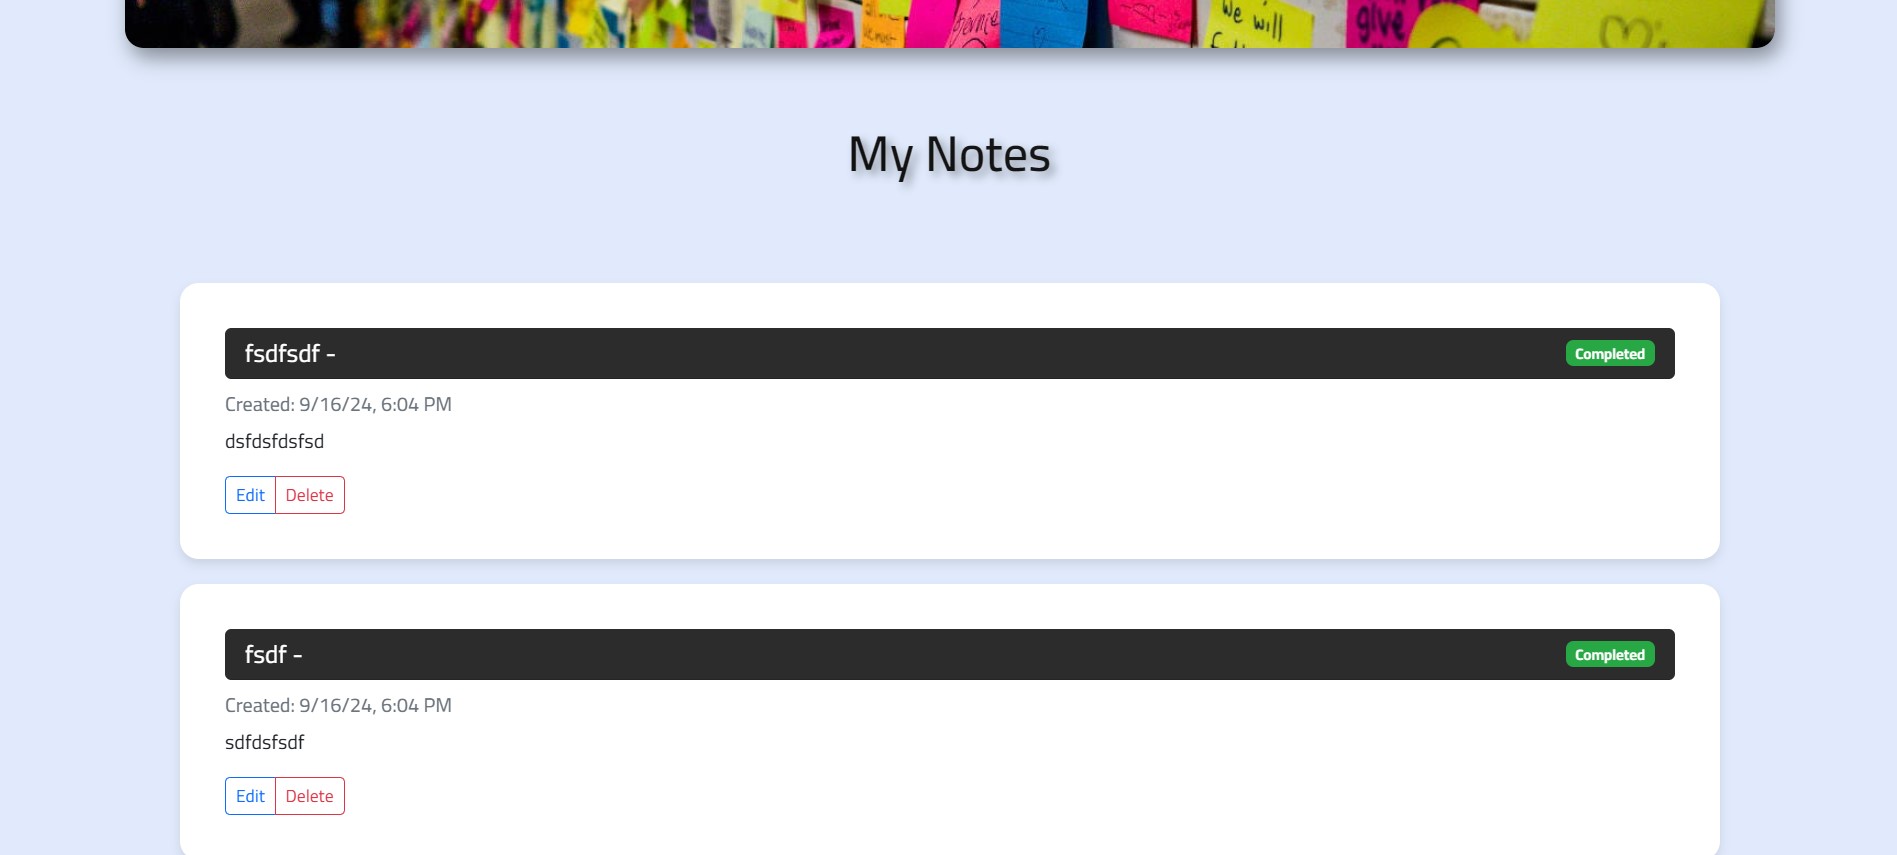 We will
give
My Notes
fsdfsdf -
Completed
Created: 9/16/24, 6:04 PM
dsfdsfdsfsd
Edit
Delete
fsdf -
Completed
Created: 9/16/24, 6:04 PM
sdfdsfsdf
Edit
Delete